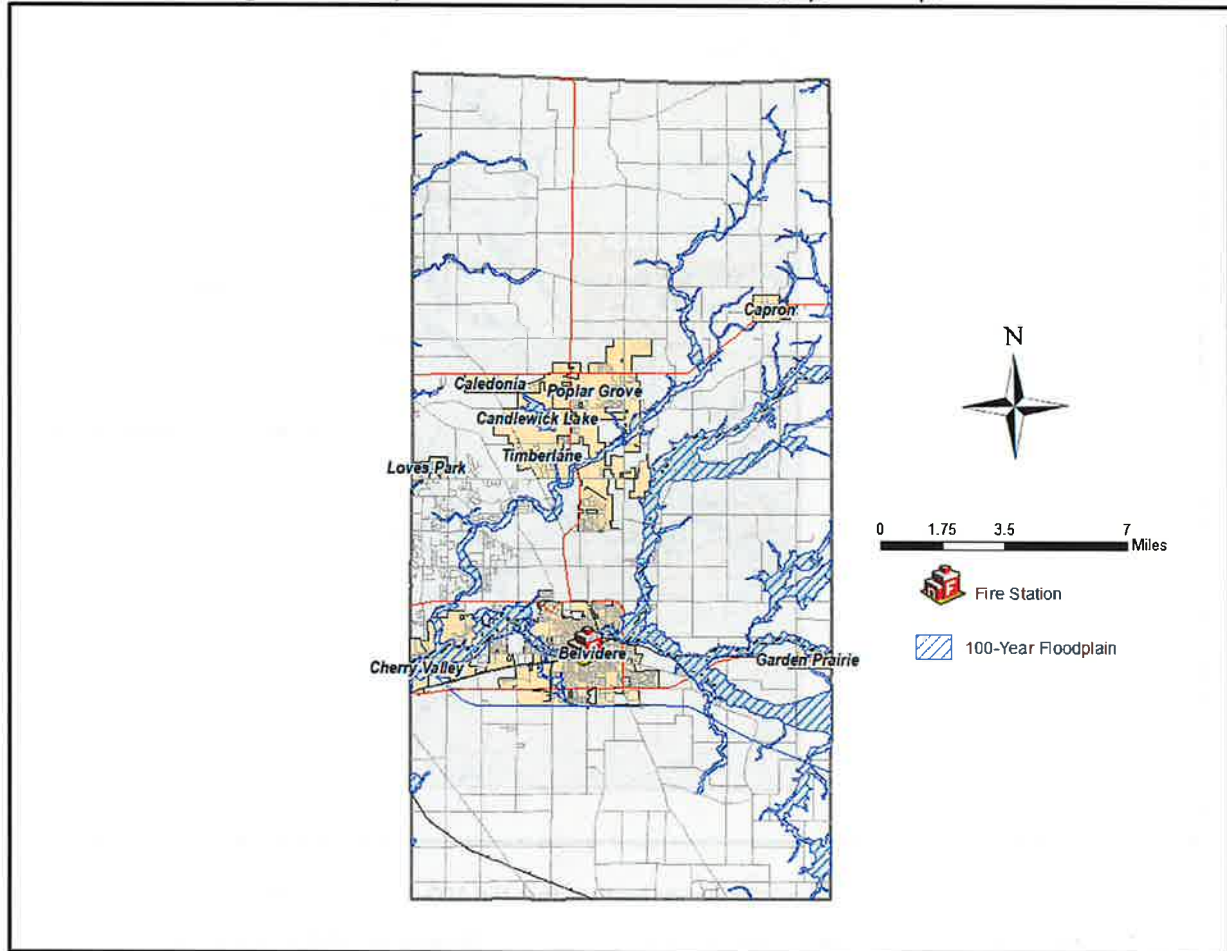 Capron
Caledonia
Poplar Grove
Candlewick Lake
Timberlane
Loves Park
Belvidere
Cherry Valley
Garden Prairie
N
0 1.75 3.5 7
Miles
Fire Station
100-Year Floodplain